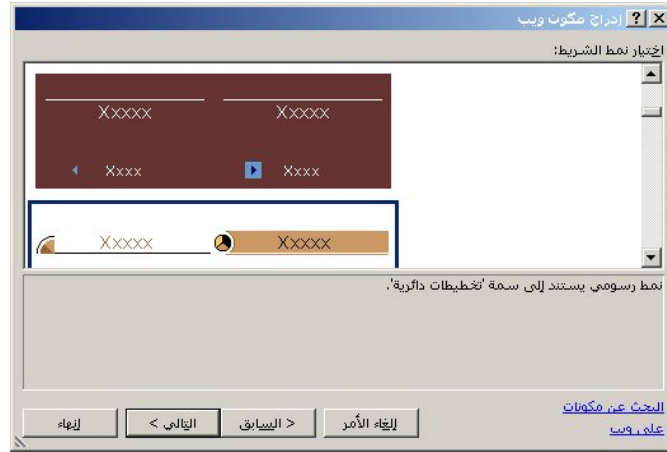 إدراج مكون ويب
اختيار نمط الشريط:
Xxxxx Xxxxx
Xxxx Xxxx
Xxxxx Xxxxx
نمط رسومي يستند إلى سمة 'تخطيطات دائرية'.
البحث عن مكونات
على ويب
إلغاء الأمر
< السابق
التالي >
إنهاء